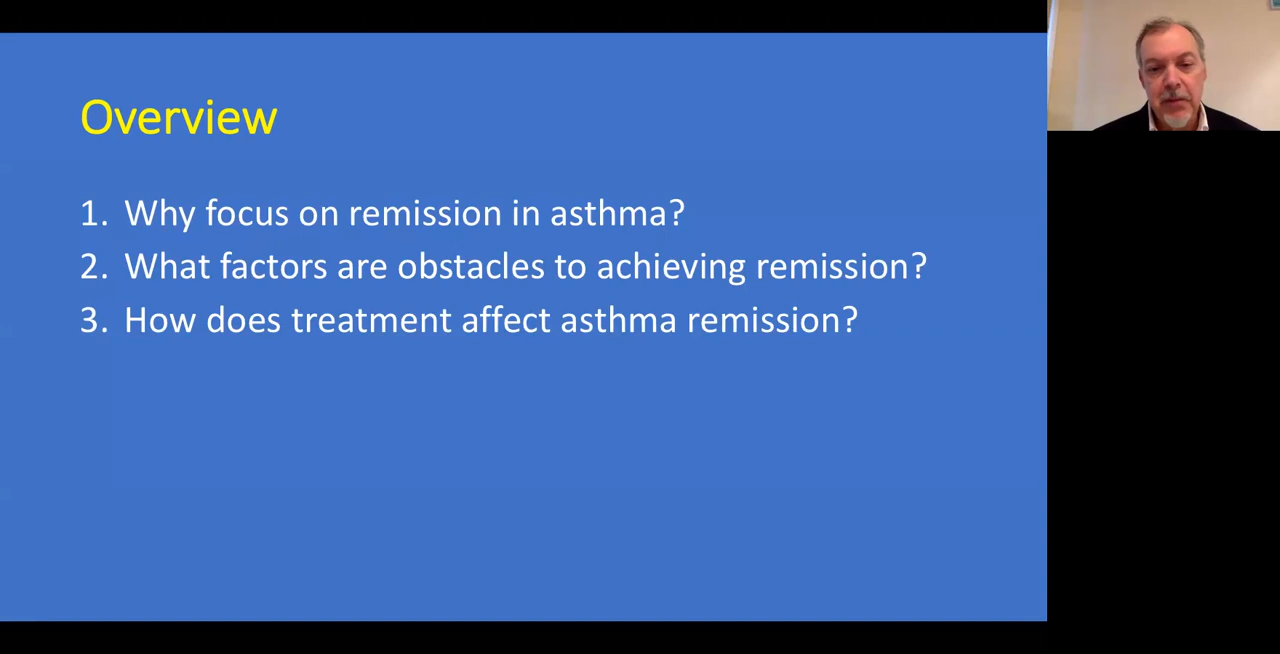 Overview
1. Why focus on remission in asthma?
2. What factors are obstacles to achieving remission?
3. How does treatment affect asthma remission?